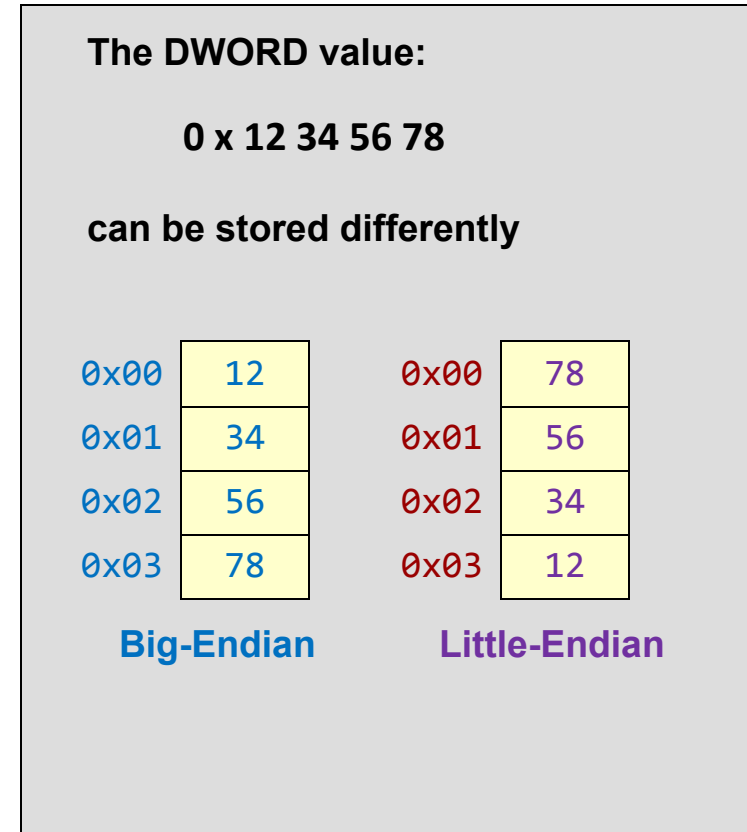 The DWORD value:
0 x 12 34 56 78
can be stored differently
0x00 12 0x00 78
0x01 34 0x01 56
0x02 56 0x02 34
0x03 78 0x03 12
Big-Endian Little-Endian